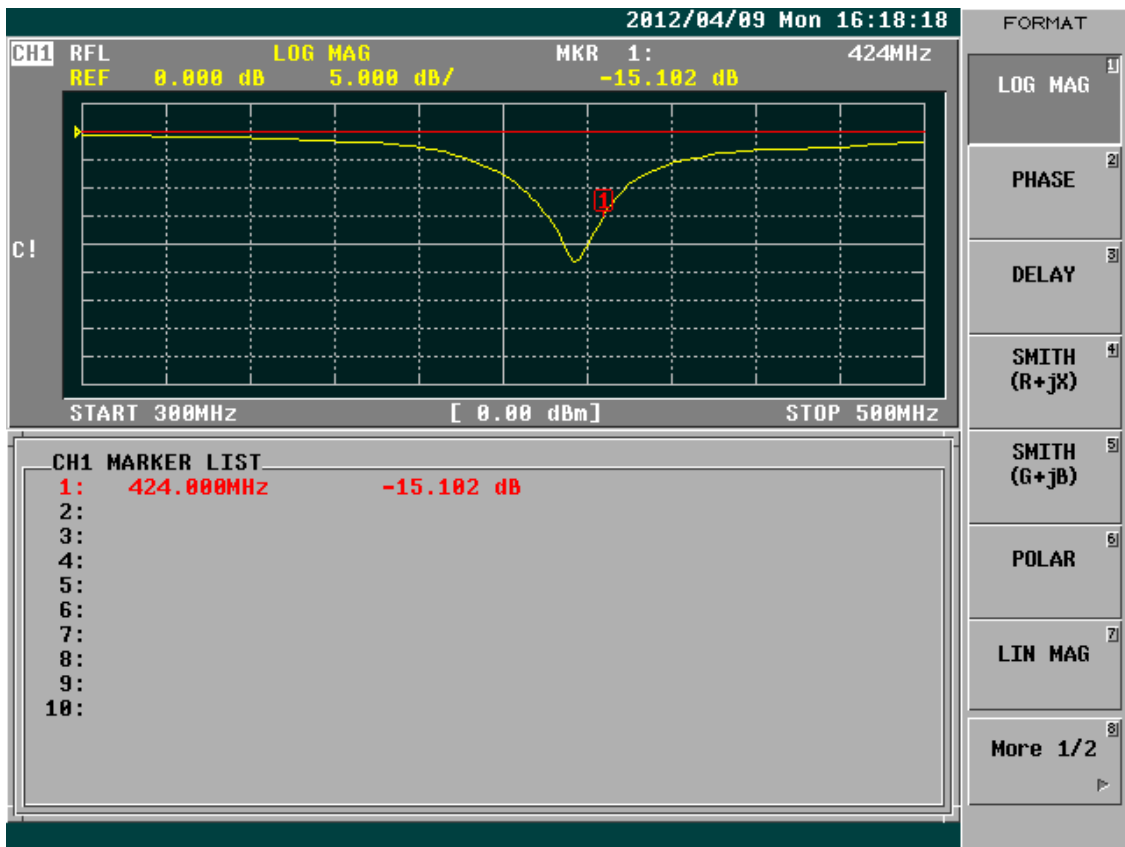 2012/04/09 Mon 16:18:18
CH1 RFL LOG MAG MKR 1: 424MHz
REF 0.000 dB 5.000 dB/ -15.102 dB
1
C!
START 300MHz [ 0.00 dBm] STOP 500MHz
CH1 MARKER LIST
1: 424.000MHz -15.102 dB
2:
3:
4:
5:
6:
7:
8:
9:
10:
FORMAT
LOG MAG 1
PHASE 2
DELAY 3
SMITH 4
(R+jX)
SMITH 5
(G+jB)
POLAR 6
LIN MAG 7
More 1/2 8